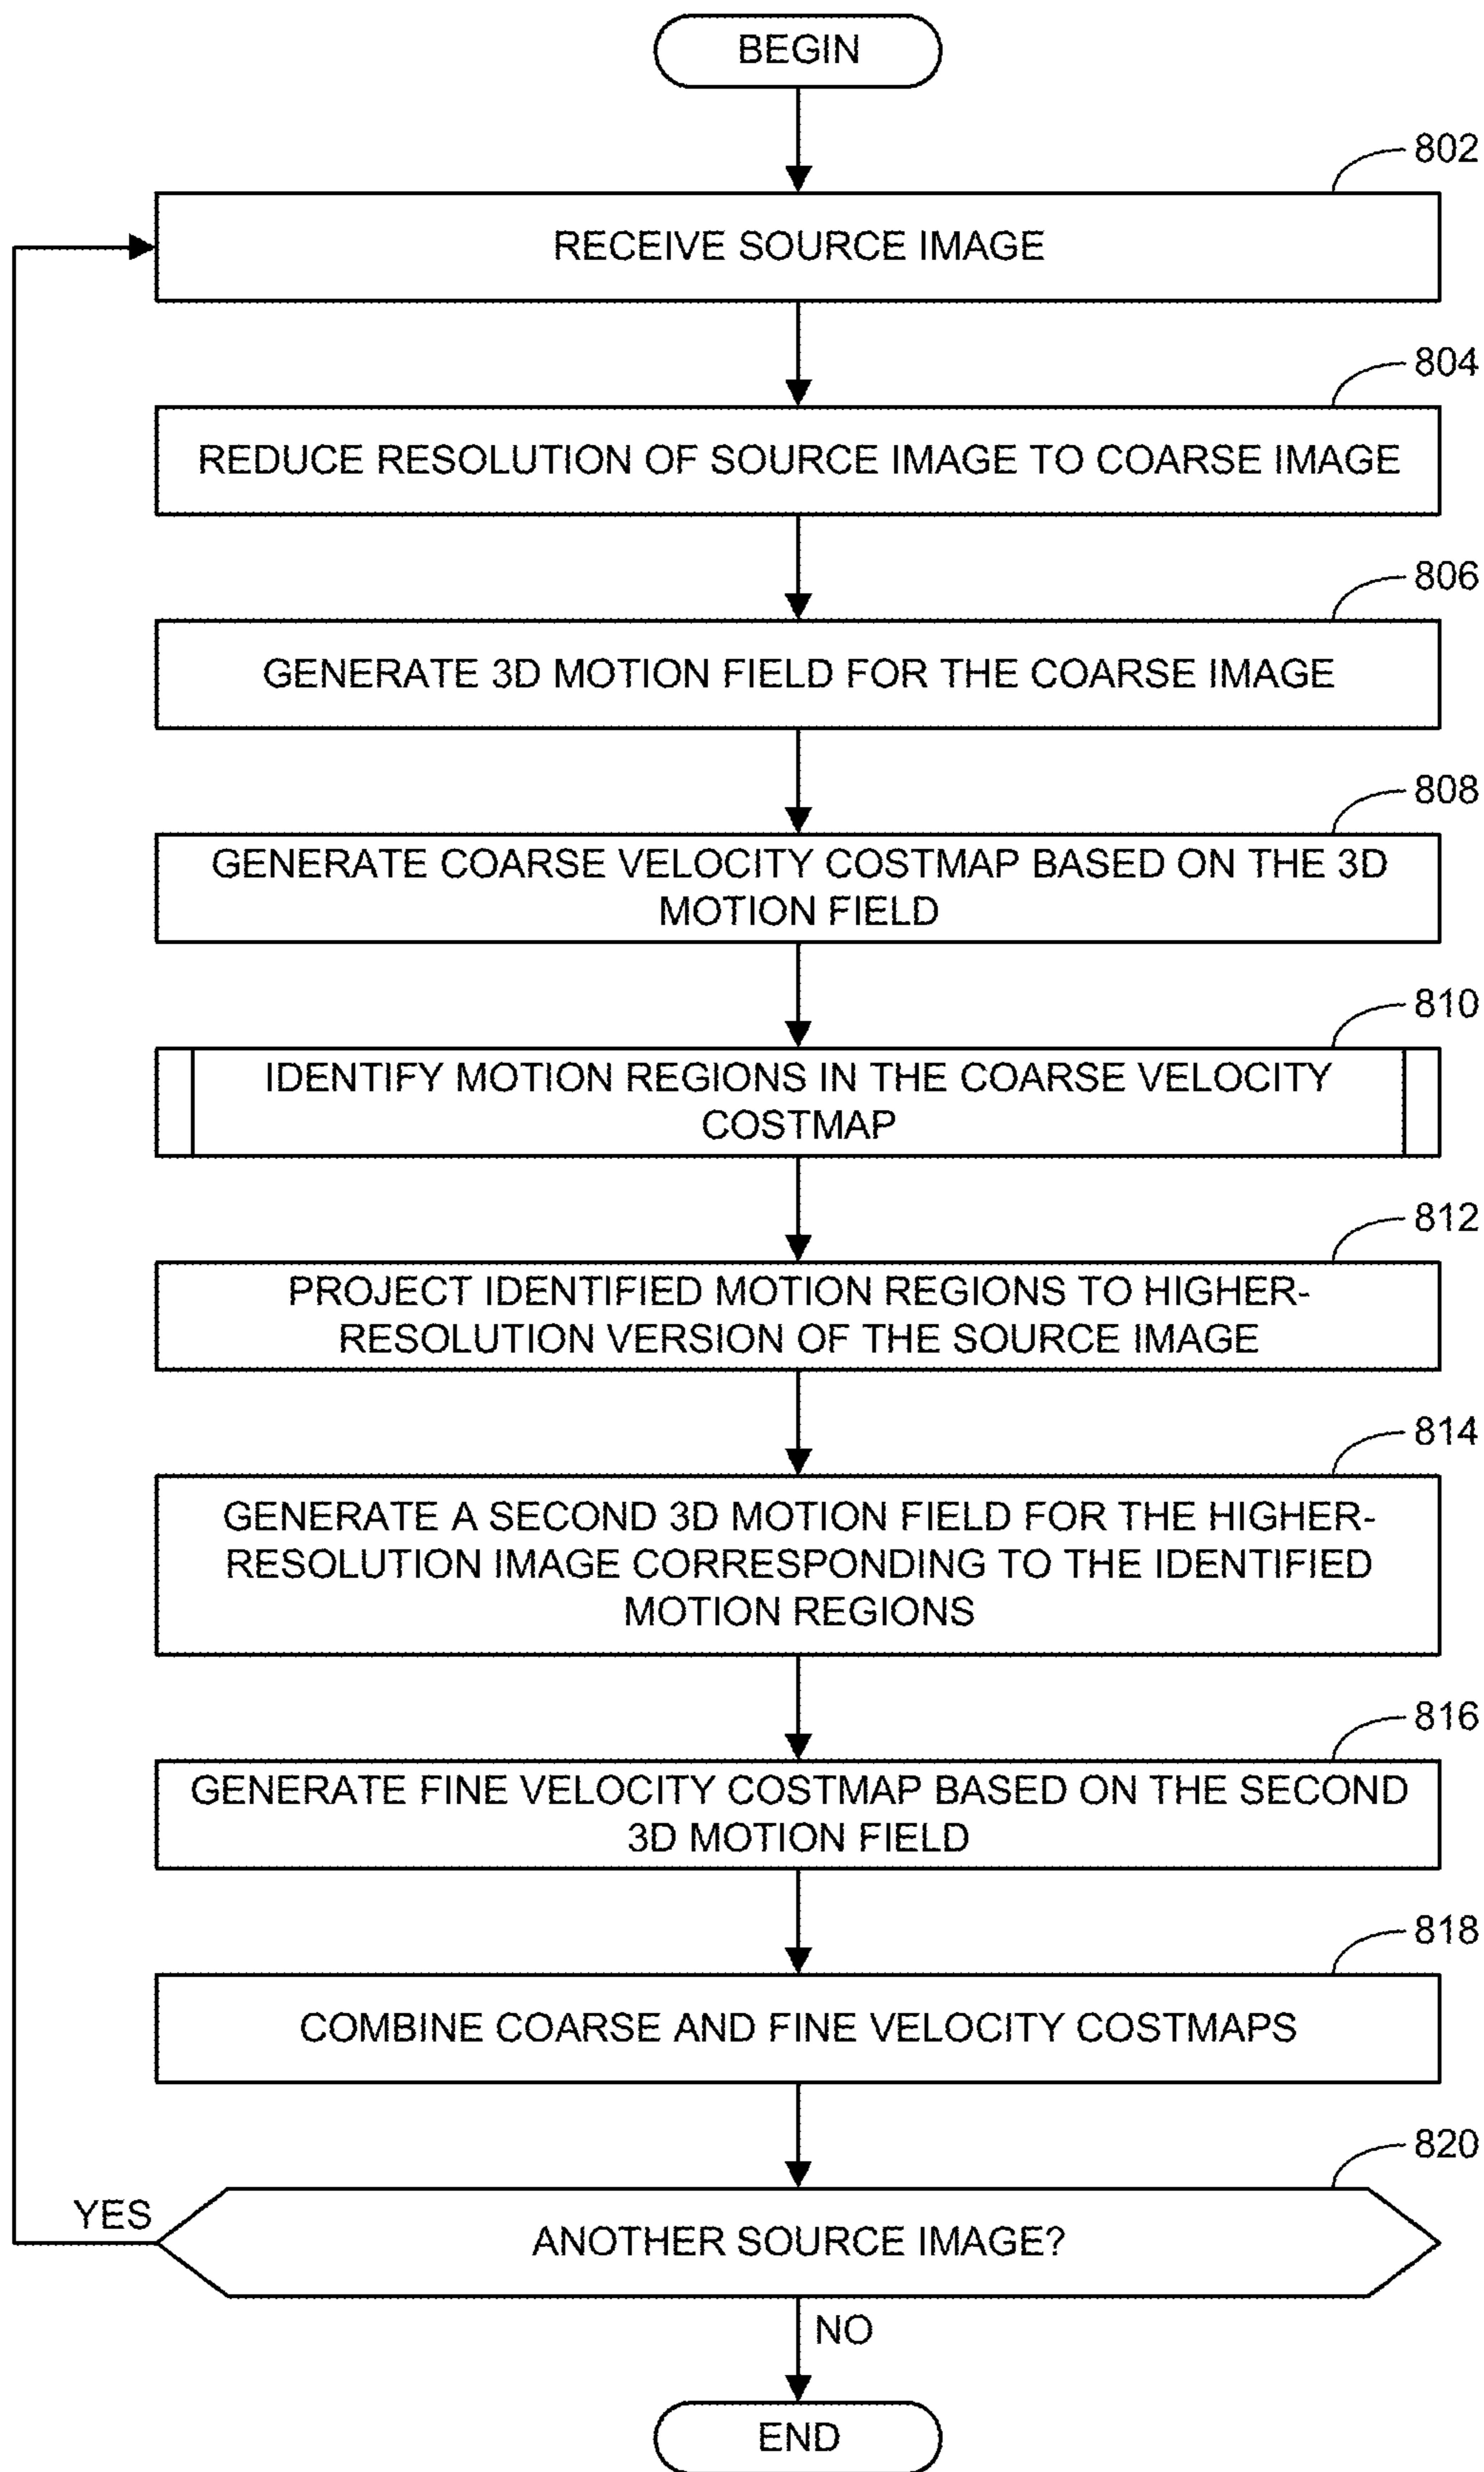 BEGIN
802
RECEIVE SOURCE IMAGE
804
REDUCE RESOLUTION OF SOURCE IMAGE TO COARSE IMAGE
806
GENERATE 3D MOTION FIELD FOR THE COARSE IMAGE
808
GENERATE COARSE VELOCITY COSTMAP BASED ON THE 3D
MOTION FIELD
810
IDENTIFY MOTION REGIONS IN THE COARSE VELOCITY
COSTMAP
812
PROJECT IDENTIFIED MOTION REGIONS TO HIGHER-
RESOLUTION VERSION OF THE SOURCE IMAGE
814
GENERATE A SECOND 3D MOTION FIELD FOR THE HIGHER-
RESOLUTION IMAGE CORRESPONDING TO THE IDENTIFIED
MOTION REGIONS
816
GENERATE FINE VELOCITY COSTMAP BASED ON THE SECOND
3D MOTION FIELD
818
COMBINE COARSE AND FINE VELOCITY COSTMAPS
820
YES
ANOTHER SOURCE IMAGE?
NO
END